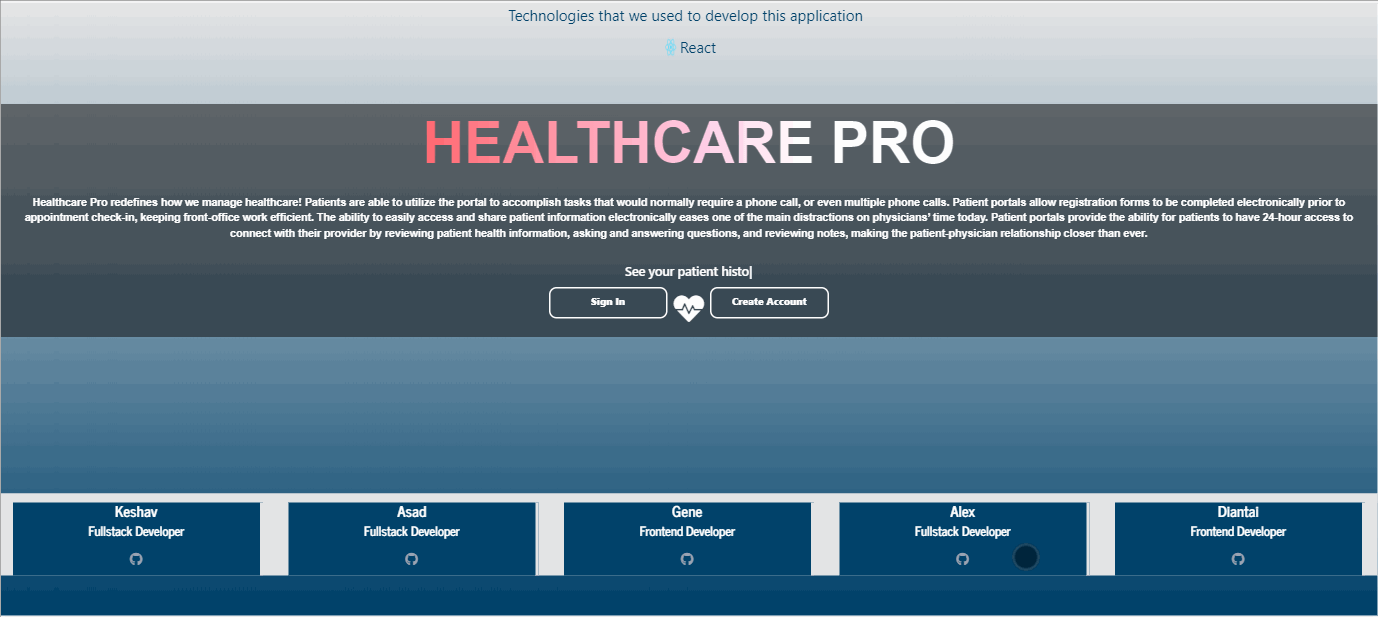 Technologies that we used to develop this application
React
HEALTHCARE PRO
Healthcare Pro redefines how we manage healthcare! Patients are able to utilize the portal to accomplish tasks that would normally require a phone call, or even multiple phone calls. Patient portals allow registration forms to be completed electronically prior to
appointment check-in, keeping front-office work efficient. The ability to easily access and share patient information electronically eases one of the main distractions on physicians' time today. Patient portals provide the ability for patients to have 24-hour access to
connect with their provider by reviewing patient health information, asking and answering questions, and reviewing notes, making the patient-physician relationship closer than ever.
See your patient histo|
Sign In Create Account
Keshav Asad Gene Alex Diantal
Fullstack Developer Fullstack Developer Frontend Developer Fullstack Developer Frontend Developer